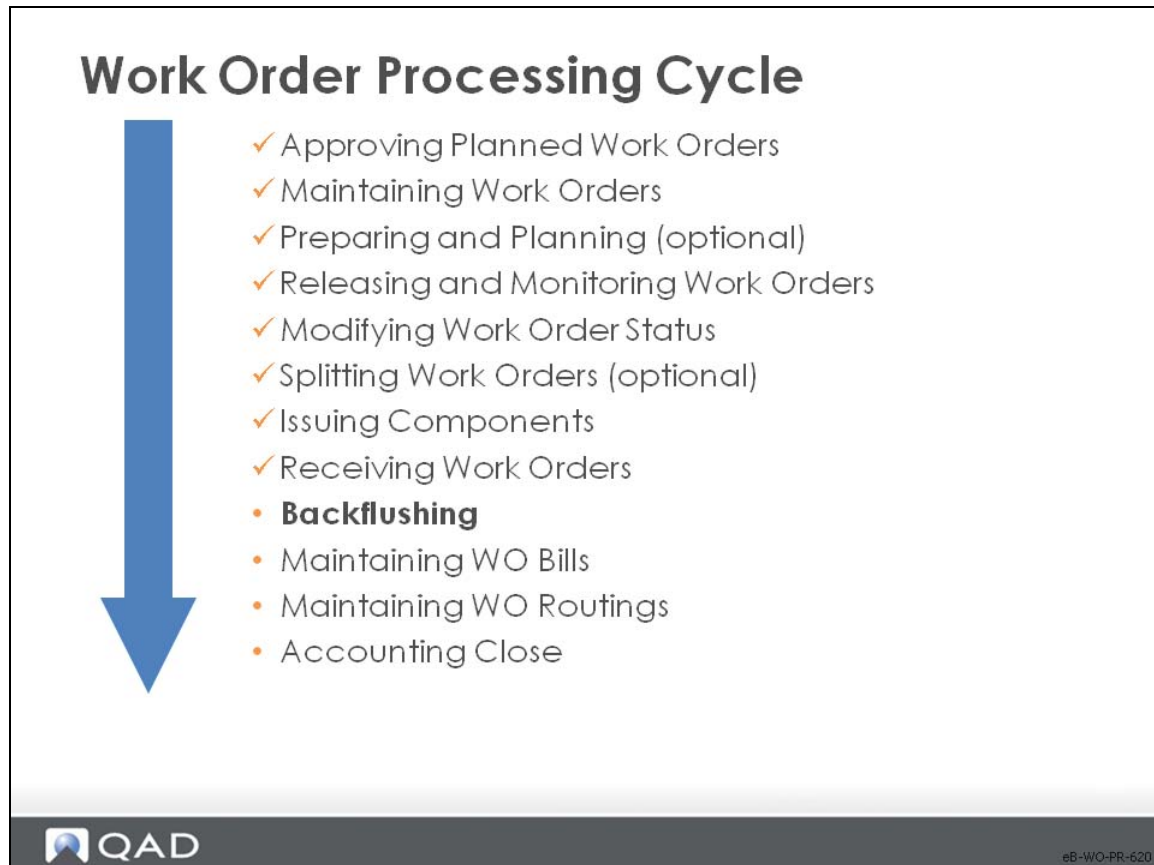 Work Order Processing Cycle
✓ Approving Planned Work Orders
✓ Maintaining Work Orders
✓ Preparing and Planning (optional)
✓ Releasing and Monitoring Work Orders
✓ Modifying Work Order Status
✓ Splitting Work Orders (optional)
✓ Issuing Components
✓ Receiving Work Orders
• Backflushing
• Maintaining WO Bills
• Maintaining WO Routings
• Accounting Close
QAD
eB-WO-PR-620